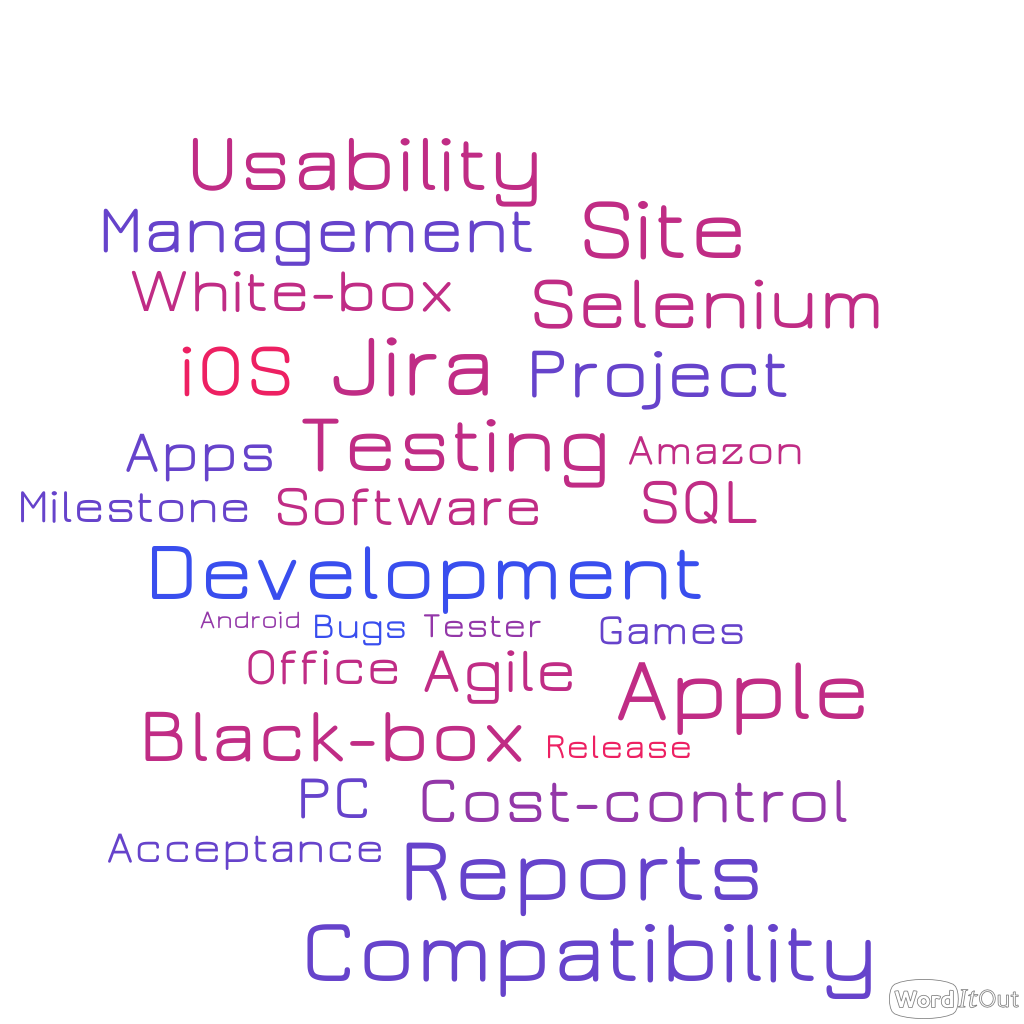 Usability
Management Site
White-box Selenium
iOS Jira Project
Apps Testing Amazon
Milestone Software SQL
Development
Android Bugs Tester Games
Office Agile Apple
Black-box Release
PC Cost-control
Acceptance Reports
Compatibility
WordItOut